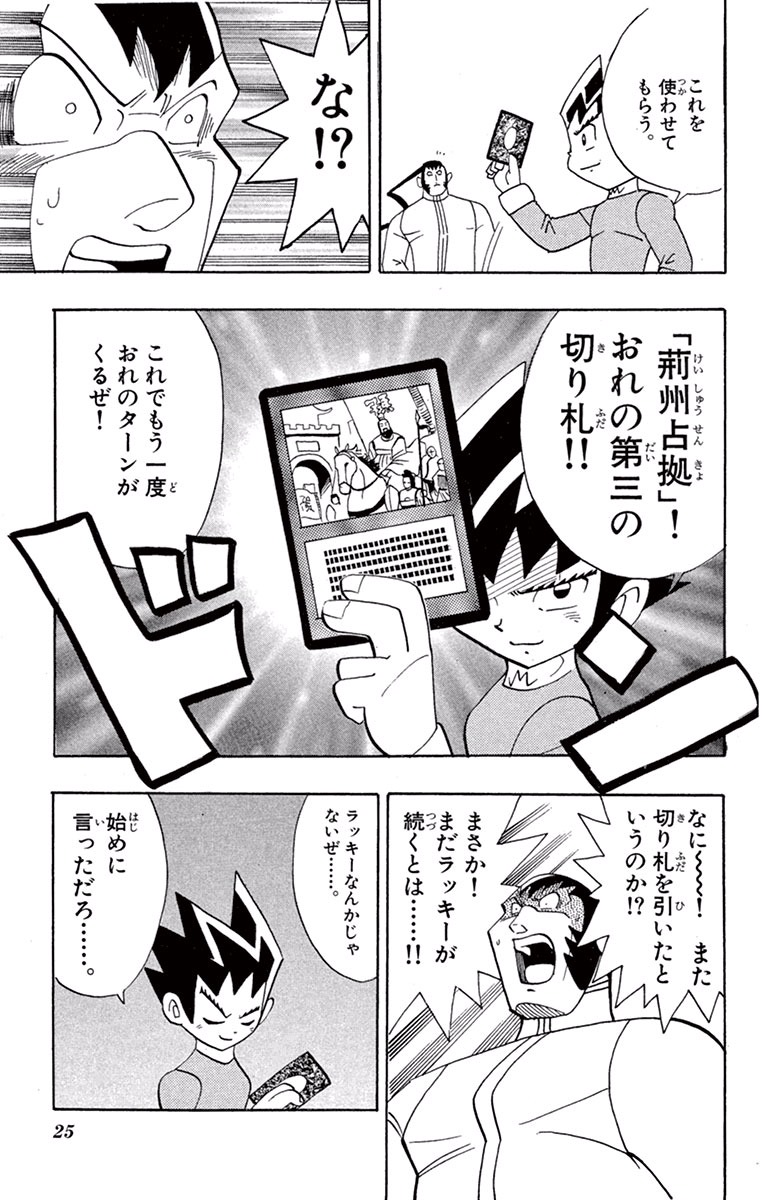 これを
使わせて
もらう。
な!?
「荊州占拠」!
おれの第三の
切り札!!
これでもう一度
おれのターンが
くるぜ!
ドーン
なに〜〜!また
切り札を引いたと
いうのか!?
まさか!
まだラッキーが
続くとは……!!
ラッキーなんかじゃ
ないぜ……。
始めに
言っただろ……。
25